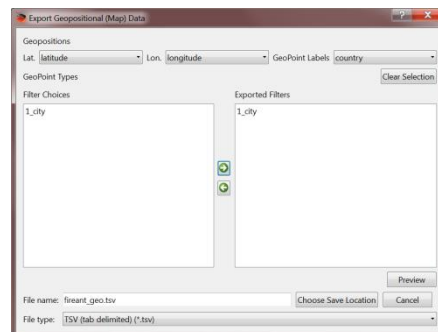 Export Geopositional (Map) Data
Geopositions
Lat. latitude Lon. longitude GeoPoint Labels country
GeoPoint Types Clear Selection
Filter Choices Exported Filters
1_city 1_city
Preview
File name: fireant_geo.tsv Choose Save Location Cancel
File type: TSV (tab delimited) (*.tsv)